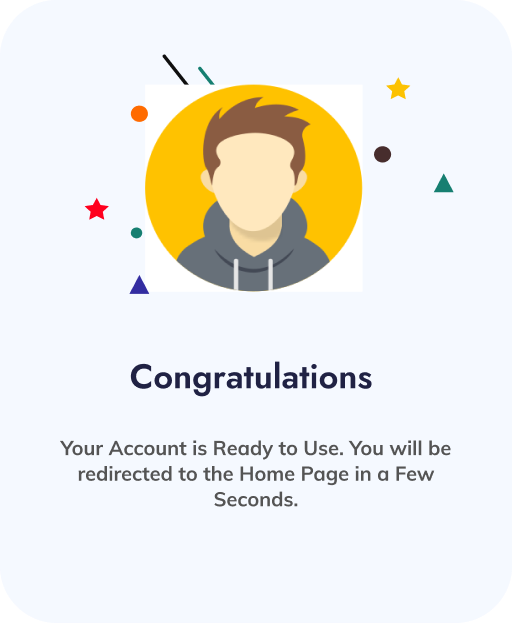 Congratulations
Your Account is Ready to Use. You will be
redirected to the Home Page in a Few
Seconds.